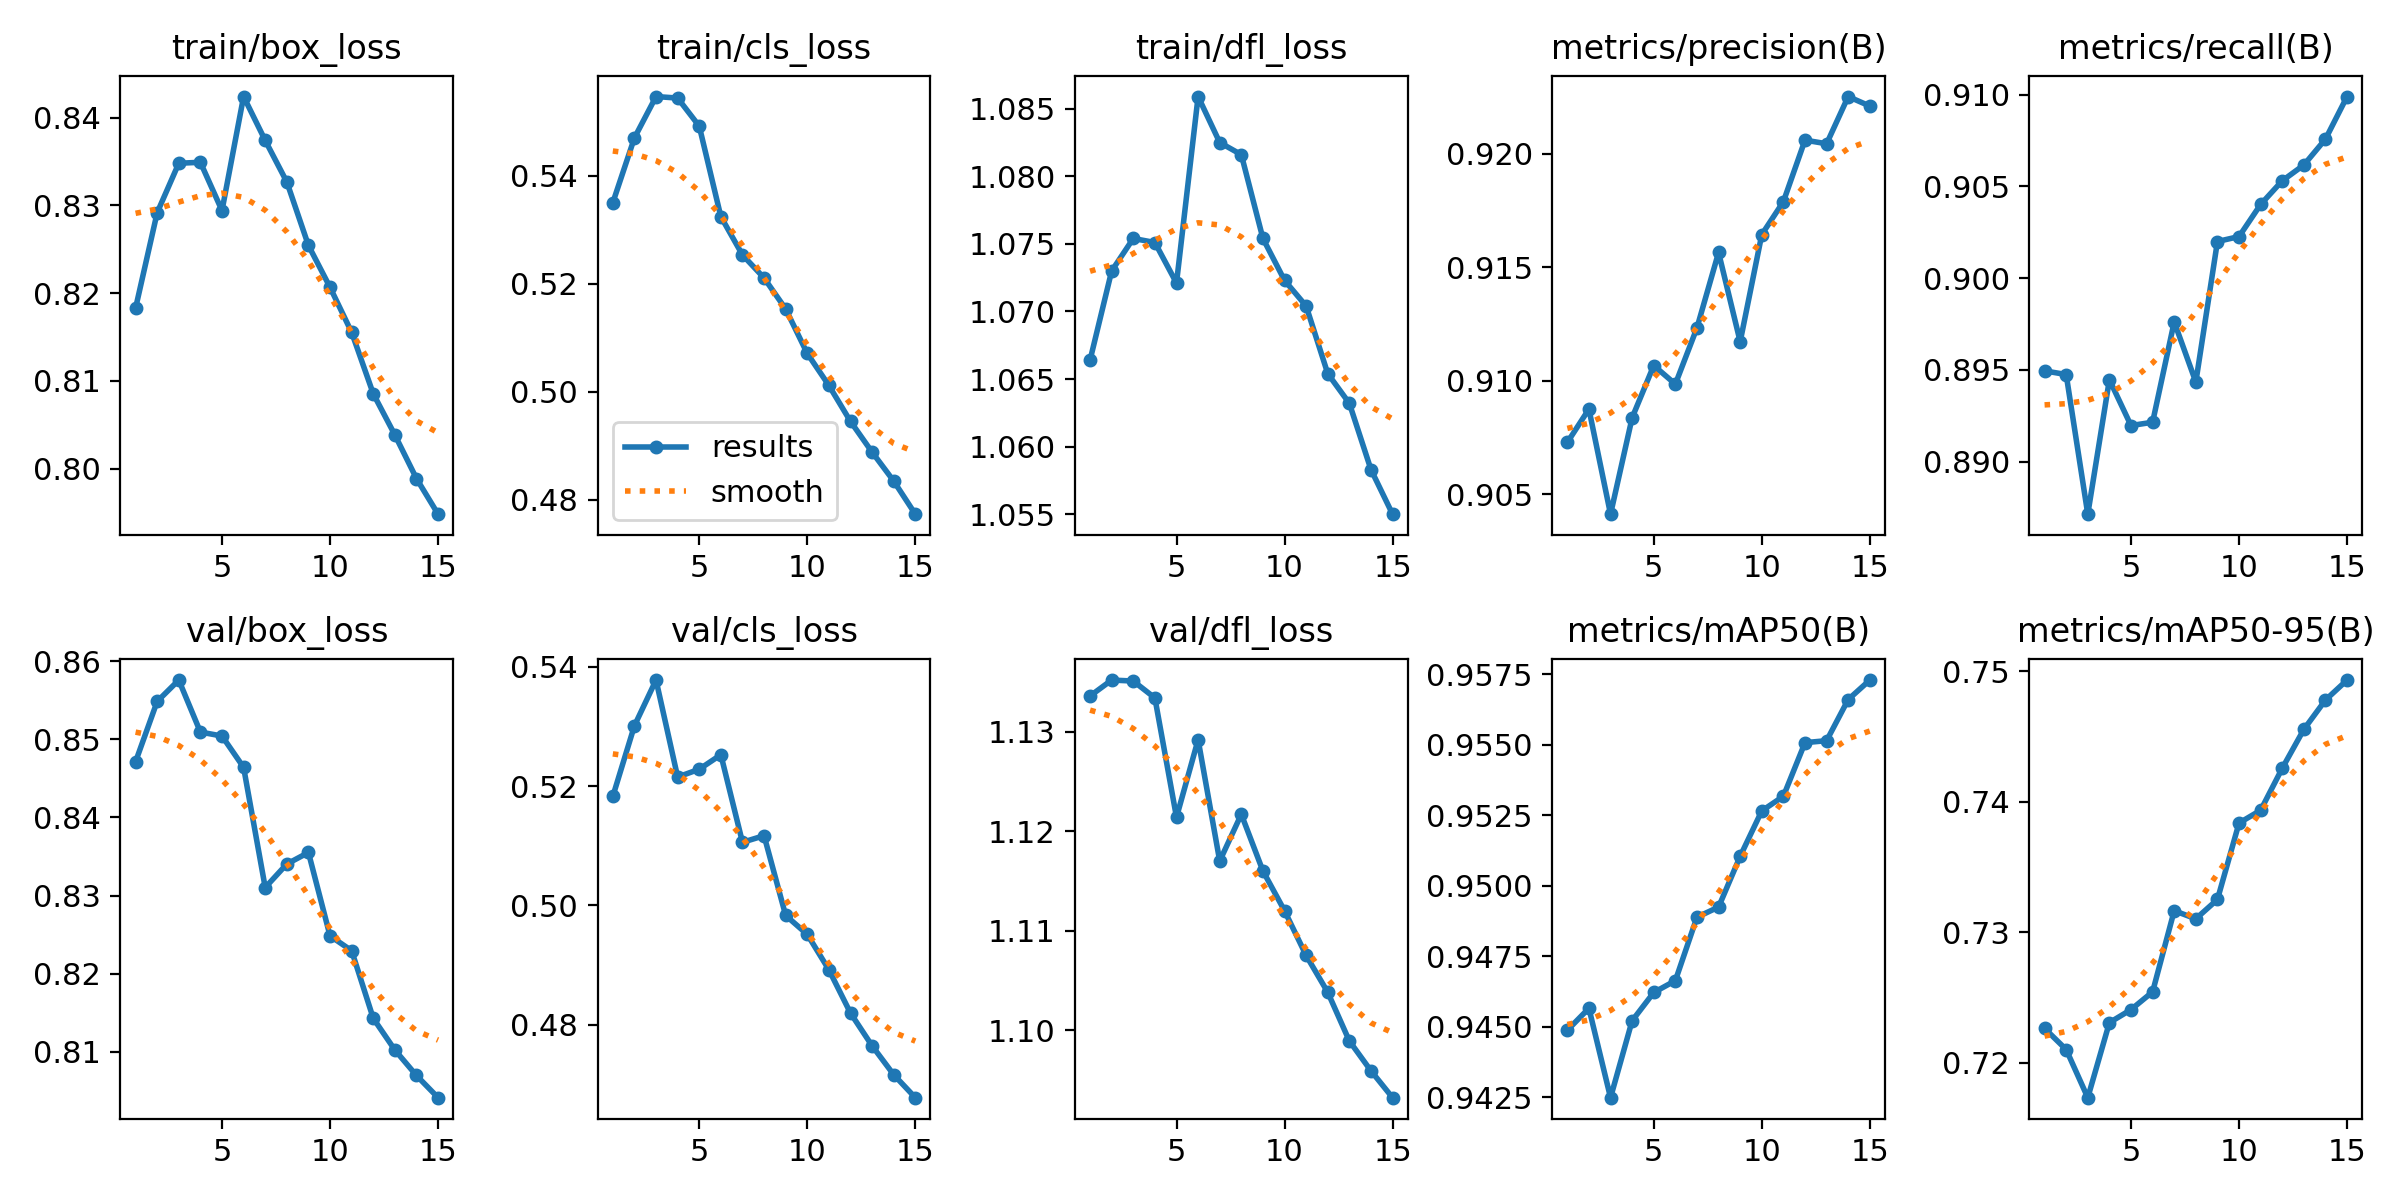 train/box_loss
0.84
0.83
0.82
0.81
0.80
5 10 15
train/cls_loss
0.54
0.52
0.50
0.48
results
smooth
5 10 15
train/dfl_loss
1.085
1.080
1.075
1.070
1.065
1.060
1.055
5 10 15
metrics/precision(B)
0.920
0.915
0.910
0.905
5 10 15
metrics/recall(B)
0.910
0.905
0.900
0.895
0.890
5 10 15
val/box_loss
0.86
0.85
0.84
0.83
0.82
0.81
5 10 15
val/cls_loss
0.54
0.52
0.50
0.48
5 10 15
val/dfl_loss
1.13
1.12
1.11
1.10
5 10 15
metrics/mAP50(B)
0.9575
0.9550
0.9525
0.9500
0.9475
0.9450
0.9425
5 10 15
metrics/mAP50-95(B)
0.75
0.74
0.73
0.72
5 10 15